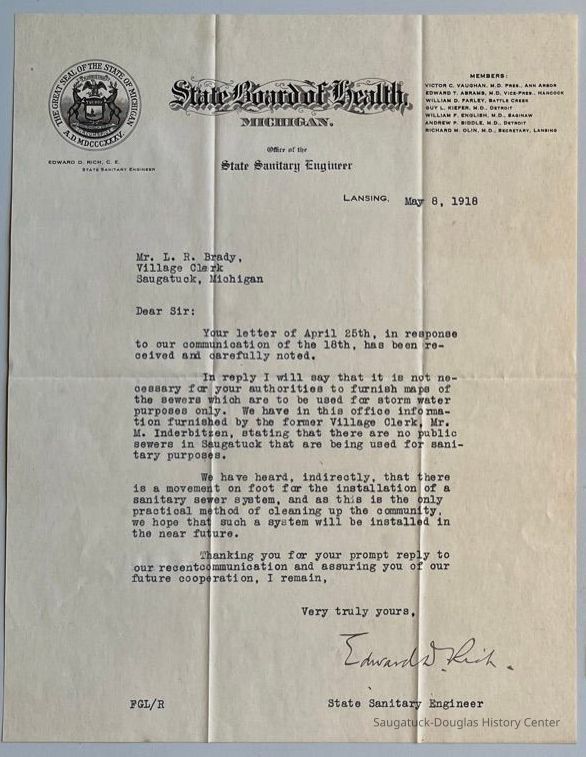 THE GREAT SEAL OF THE STATE OF MICHIGAN
TUEBOR
A.D. MDCCCXXXV.
EDWARD D. RICH, C. E.
STATE SANITARY ENGINEER
State Board of Health,
MICHIGAN.
Office of the
State Sanitary Engineer
MEMBERS:
VICTOR C. VAUGHAN, M.D. PRES., ANN ARBOR
EDWARD T. ABRAMS, M.D. VICE-PRES., HANCOCK
WILLIAM D. FARLEY, BATTLE CREEK
GUY L. KIEFER, M.D., DETROIT
WILLIAM F. ENGLISH, M.D., SAGINAW
ANDREW P. BIDDLE, M.D., DETROIT
RICHARD M. OLIN, M.D., SECRETARY, LANSING
LANSING, May 8, 1918
Mr. L. R. Brady,
Village Clerk
Saugatuck, Michigan
Dear Sir:
Your letter of April 25th, in response
to our communication of the 18th, has been re-
ceived and carefully noted.
In reply I will say that it is not ne-
cessary for your authorities to furnish maps of
the sewers which are to be used for storm water
purposes only. We have in this office informa-
tion furnished by the former Village Clerk, Mr.
M. Inderbitzen, stating that there are no public
sewers in Saugatuck that are being used for sani-
tary purposes.
We have heard, indirectly, that there
is a movement on foot for the installation of a
sanitary sewer system, and as this is the only
practical method of cleaning up the community,
we hope that such a system will be installed in
the near future.
Thanking you for your prompt reply to
our recentcommunication and assuring you of our
future cooperation, I remain,
Very truly yours,
Edward D. Rich.
FGL/R State Sanitary Engineer
Saugatuck-Douglas History Center